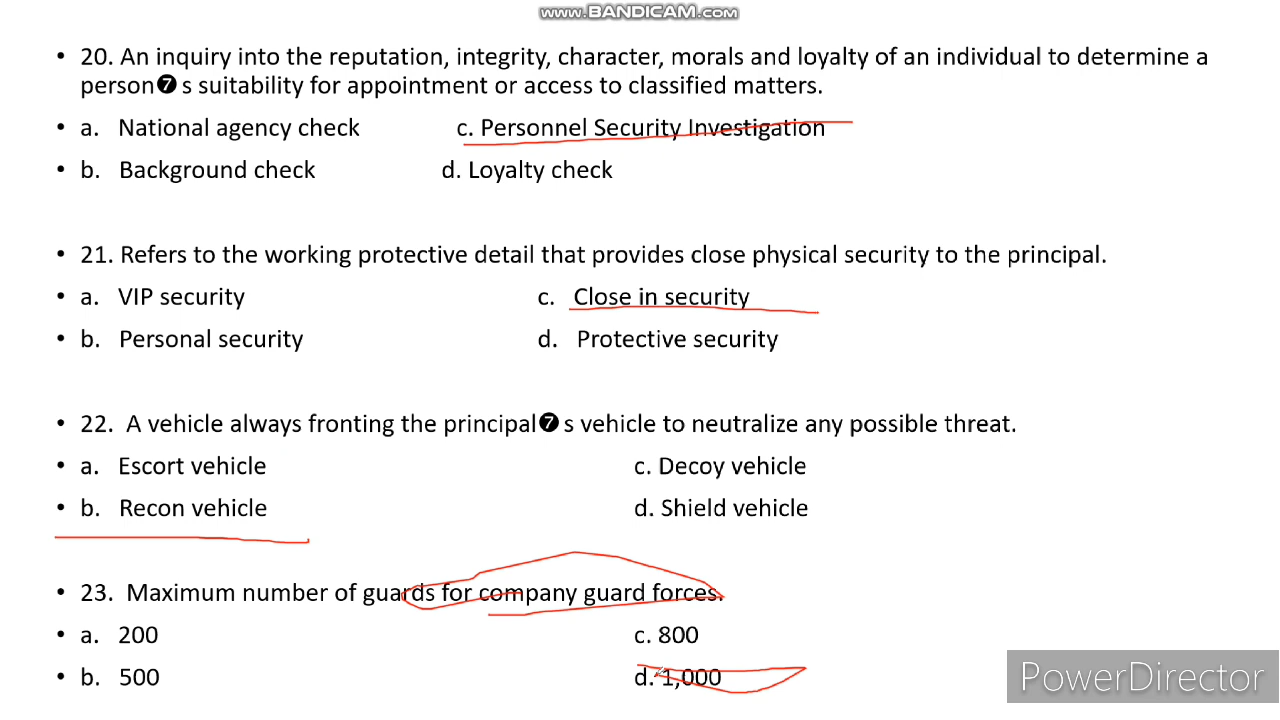 www.BANDICAM.com
• 20. An inquiry into the reputation, integrity, character, morals and loyalty of an individual to determine a
person❼s suitability for appointment or access to classified matters.
• a. National agency check c. Personnel Security Investigation
• b. Background check d. Loyalty check
• 21. Refers to the working protective detail that provides close physical security to the principal.
• a. VIP security c. Close in security
• b. Personal security d. Protective security
• 22. A vehicle always fronting the principal❼s vehicle to neutralize any possible threat.
• a. Escort vehicle c. Decoy vehicle
• b. Recon vehicle d. Shield vehicle
• 23. Maximum number of guards for company guard forces.
• a. 200 c. 800
• b. 500 d. 1,000
PowerDirector